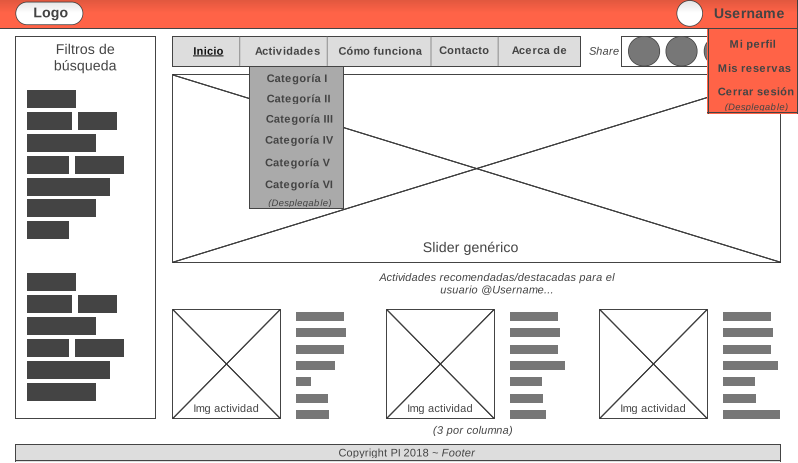 Logo
Username
Mi perfil
Mis reservas
Cerrar sesión
(Desplegable)
Filtros de
búsqueda
Inicio
Actividades
Cómo funciona
Contacto
Acerca de
Share
Categoría I
Categoría II
Categoría III
Categoría IV
Categoría V
Categoría VI
(Desplegable)
Slider genérico
Actividades recomendadas/destacadas para el
usuario @Username...
Img actividad
Img actividad
Img actividad
(3 por columna)
Copyright PI 2018 ~ Footer